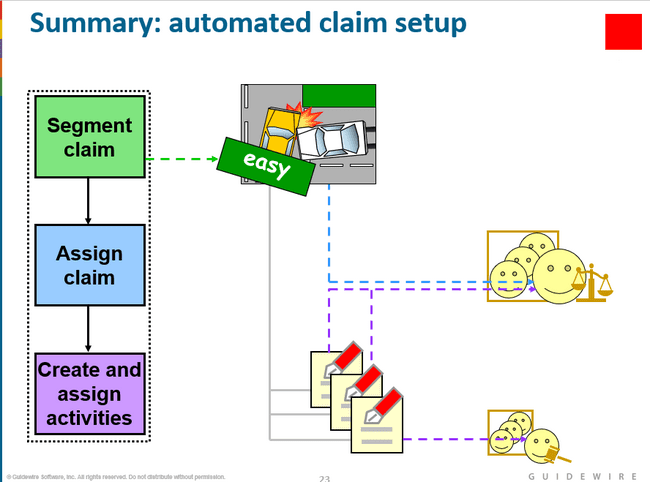 Summary: automated claim setup
Segment
claim
easy
Assign
claim
Create and
assign
activities
© Guidewire Software, Inc. All rights reserved. Do not distribute without permission.
23
GUIDEWIRE